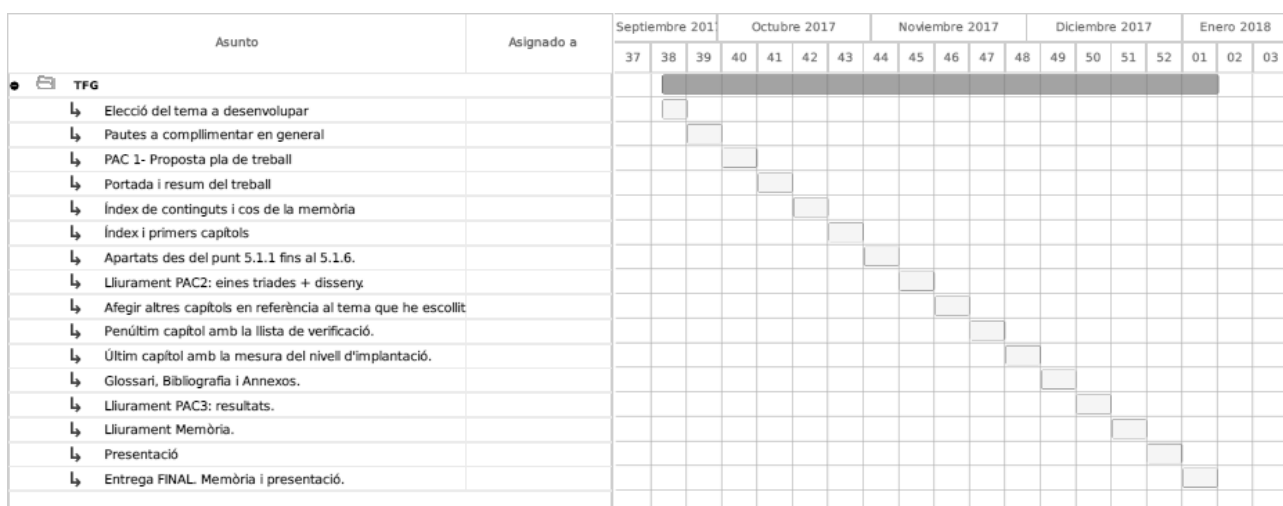 Asunto
Asignado a
Septiembre 201
Octubre 2017
Noviembre 2017
Diciembre 2017
Enero 2018
37 38 39 40 41 42 43 44 45 46 47 48 49 50 51 52 01 02 03
TFG
Elecció del tema a desenvolupar
Pautes a compllimentar en general
PAC 1- Proposta pla de treball
Portada i resum del treball
Índex de continguts i cos de la memòria
Índex i primers capítols
Apartats des del punt 5.1.1 fins al 5.1.6.
Lliurament PAC2: eines triades + disseny.
Afegir altres capítols en referència al tema que he escollit
Penúltim capítol amb la llista de verificació.
Últim capítol amb la mesura del nivell d'implantació.
Glossari, Bibliografia i Annexos.
Lliurament PAC3: resultats.
Lliurament Memòria.
Presentació
Entrega FINAL. Memòria i presentació.